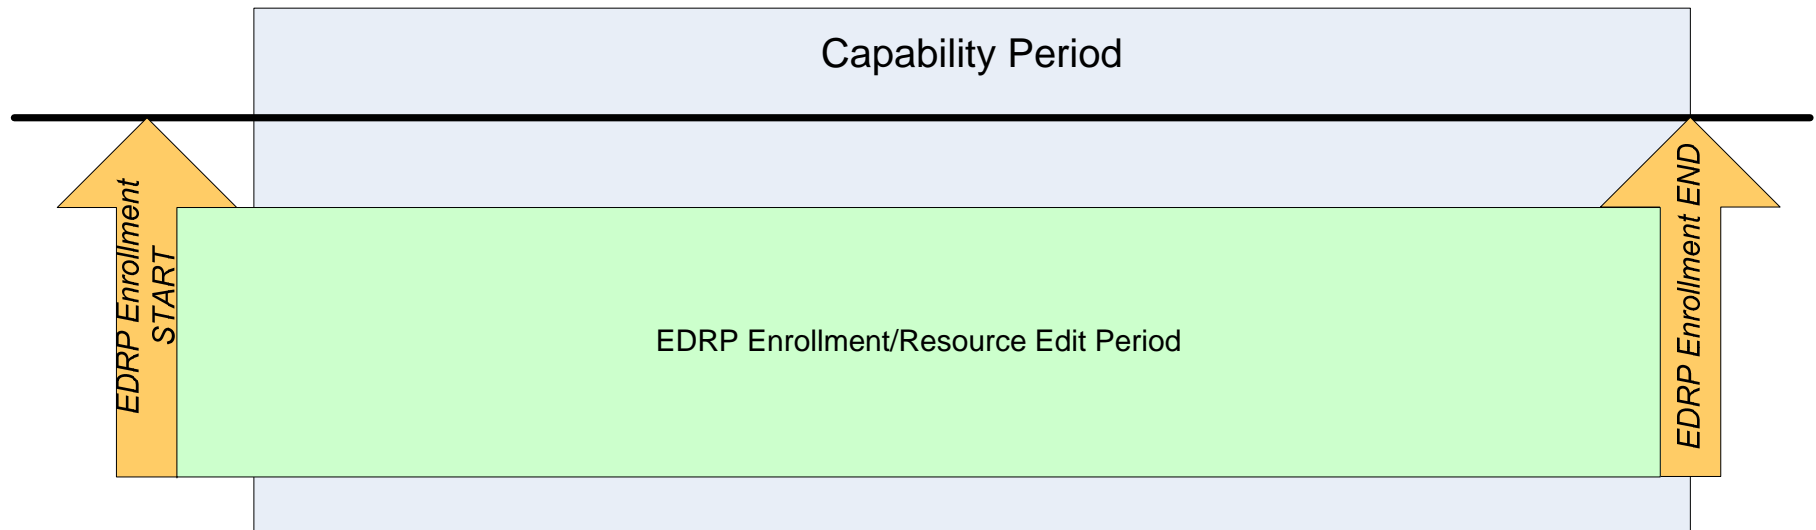 Capability Period
EDRP Enrollment
START
EDRP Enrollment/Resource Edit Period
EDRP Enrollment END